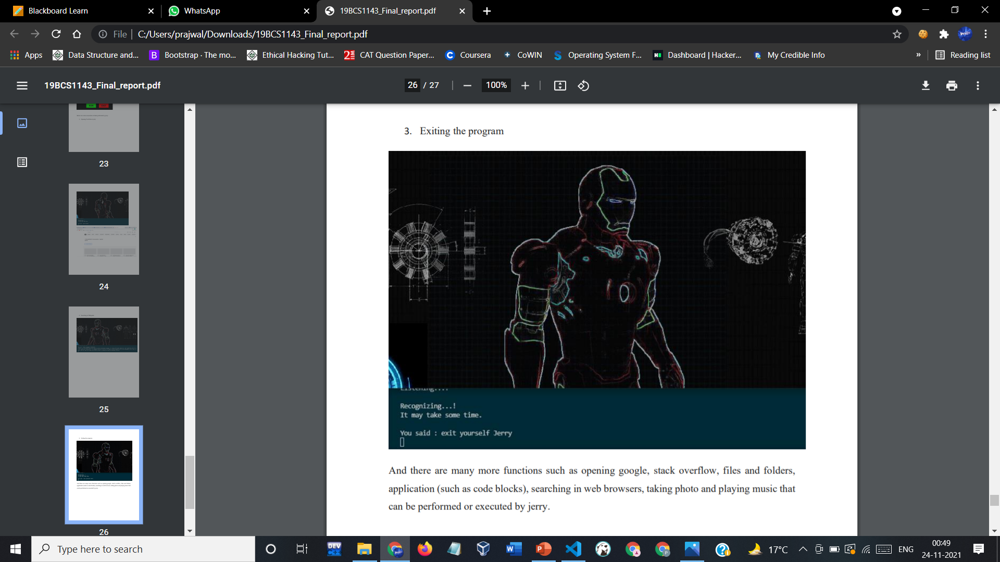 Blackboard Learn
WhatsApp
19BCS1143_Final_report.pdf
File
C:/Users/prajwal/Downloads/19BCS1143_Final_report.pdf
Apps
Data Structure and...
B
Bootstrap · The mo...
Ethical Hacking Tut...
CAT Question Paper...
Coursera
CoWIN
Operating System F...
Dashboard | Hacker...
My Credible Info
»
Reading list
19BCS1143_Final_report.pdf
26 / 27
100%
23
24
25
26
3. Exiting the program
Listening....
Recognizing...!
It may take some time.
You said : exit yourself Jerry
And there are many more functions such as opening google, stack overflow, files and folders,
application (such as code blocks), searching in web browsers, taking photo and playing music that
can be performed or executed by jerry.
Type here to search
DEV
17°C
ENG
00:49
24-11-2021